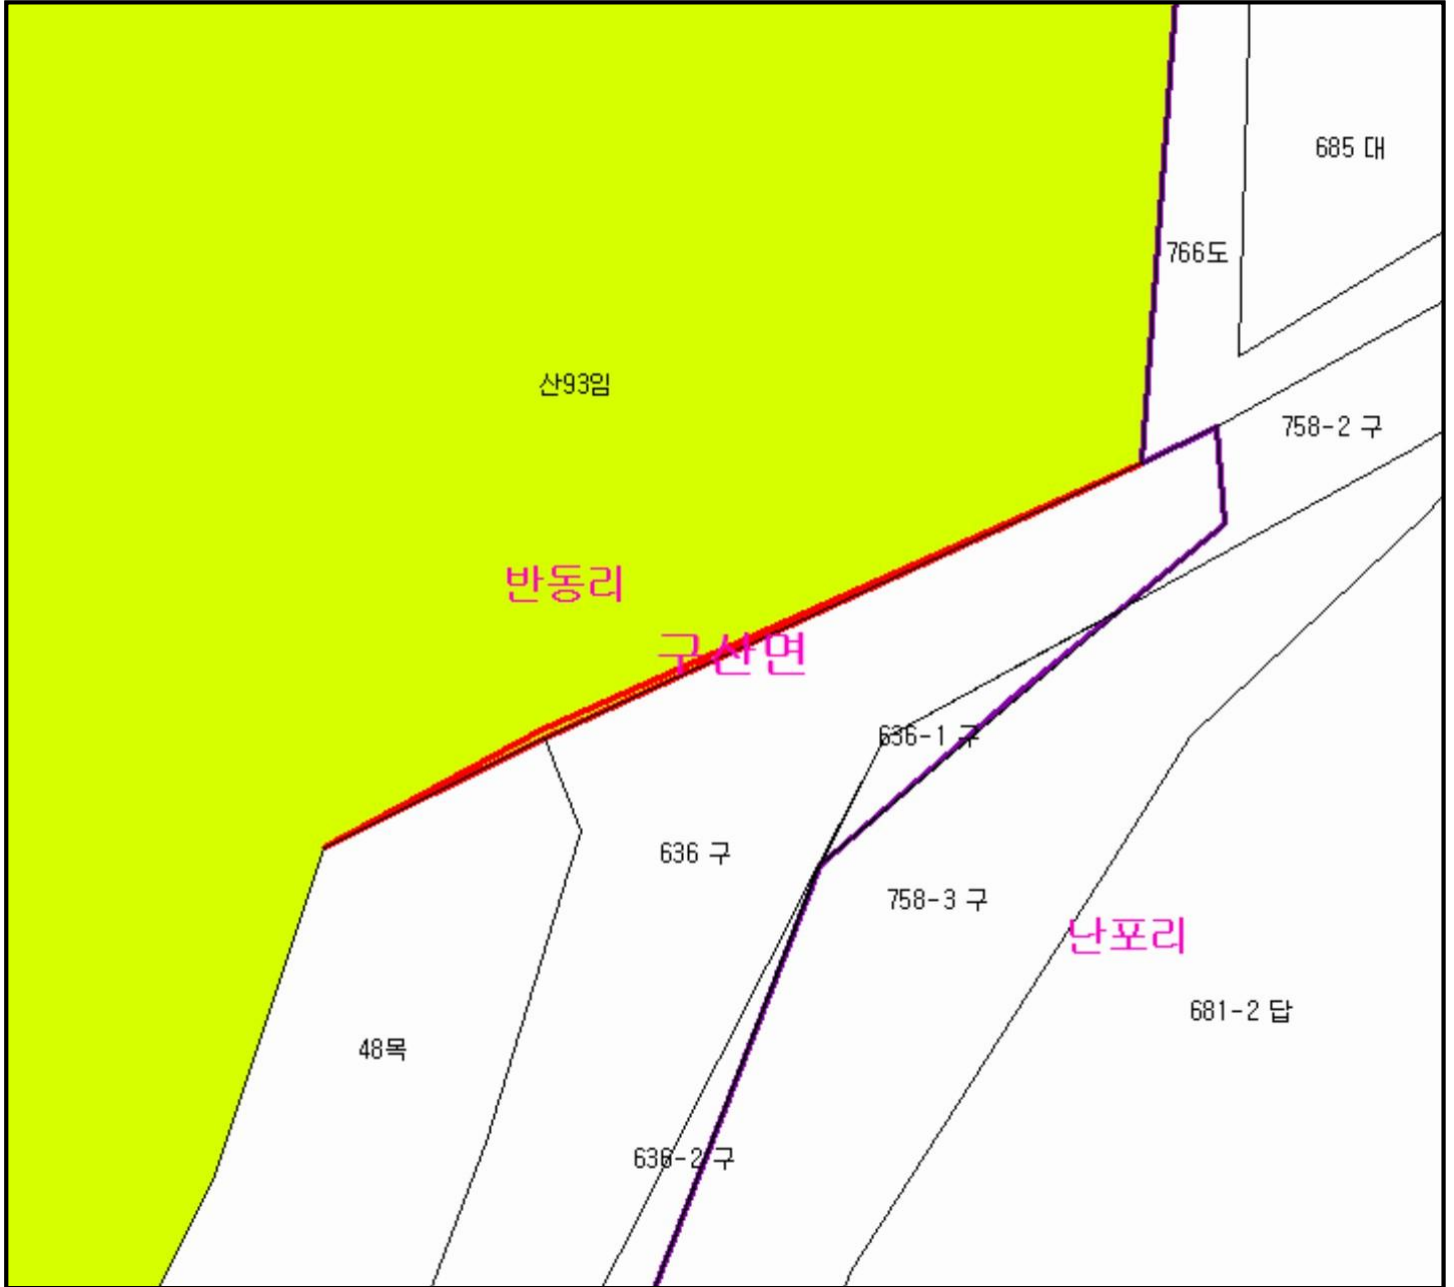 685 대
766도
산93임
758-2 구
반동리
구산면
636-1 구
636 구
758-3 구
난포리
681-2 답
48목
636-2 구